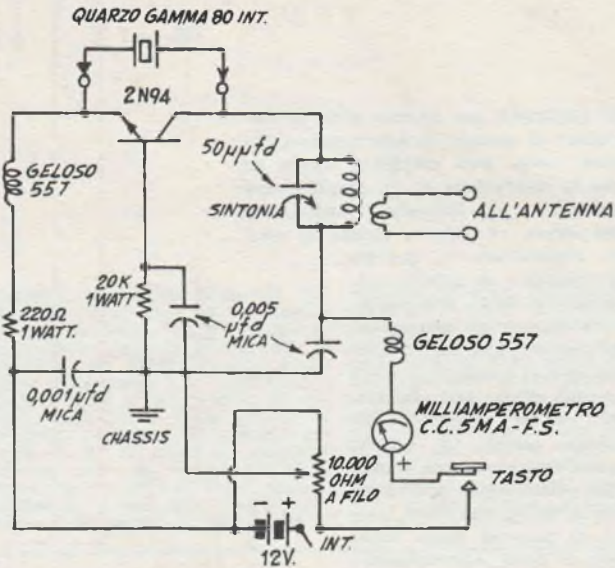 QUARZO GAMMA 80 INT.
2N94
50µµfd
SINTONIA
ALL'ANTENNA
GELOSO
557
220Ω
1WATT.
20K
1WATT
0,005
µfd
MICA
0,001µfd
MICA
CHASSIS
GELOSO 557
MILLIAMPEROMETRO
C.C. 5MA-F.S.
+
TASTO
10.000
OHM
A FILO
- +
INT.
12V.